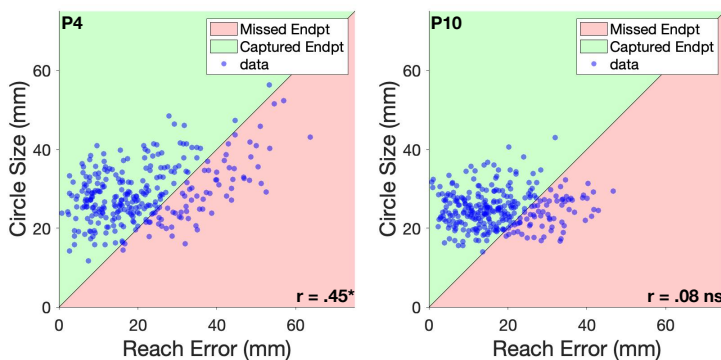 P4
Missed Endpt
Captured Endpt
data
60
40
20
0
Circle Size (mm)
r = .45*
0 20 40 60
Reach Error (mm)
P10
Missed Endpt
Captured Endpt
data
60
40
20
0
Circle Size (mm)
r = .08 ns
0 20 40 60
Reach Error (mm)